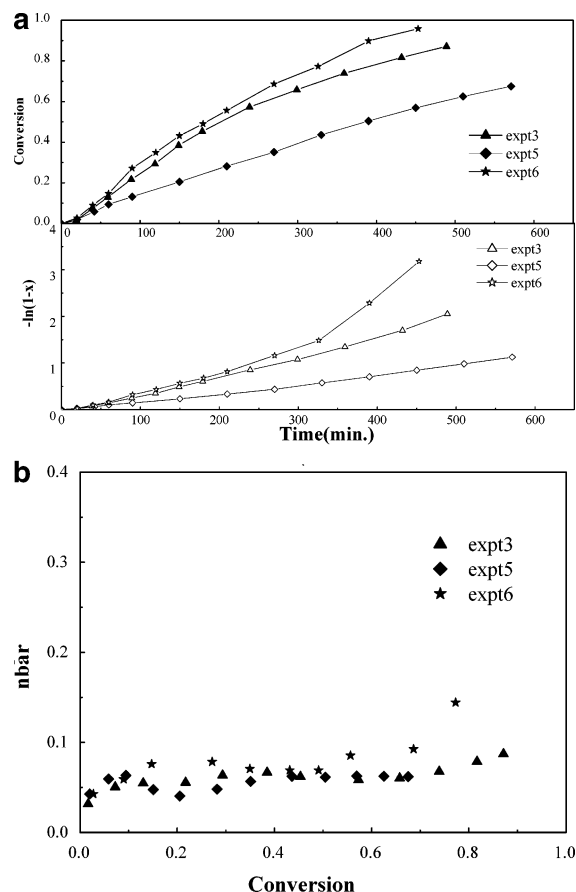 a
1.0
0.8
0.6
0.4
0.2
0.0
Conversion
expt3
expt5
expt6
100 200 300 400 500 600
4
3
2
1
0
-ln(1-x)
expt3
expt5
expt6
0 100 200 300 400 500 600
Time(min.)
b
0.4
0.3
0.2
0.1
0.0
nbar
expt3
expt5
expt6
0.0 0.2 0.4 0.6 0.8 1.0
Conversion